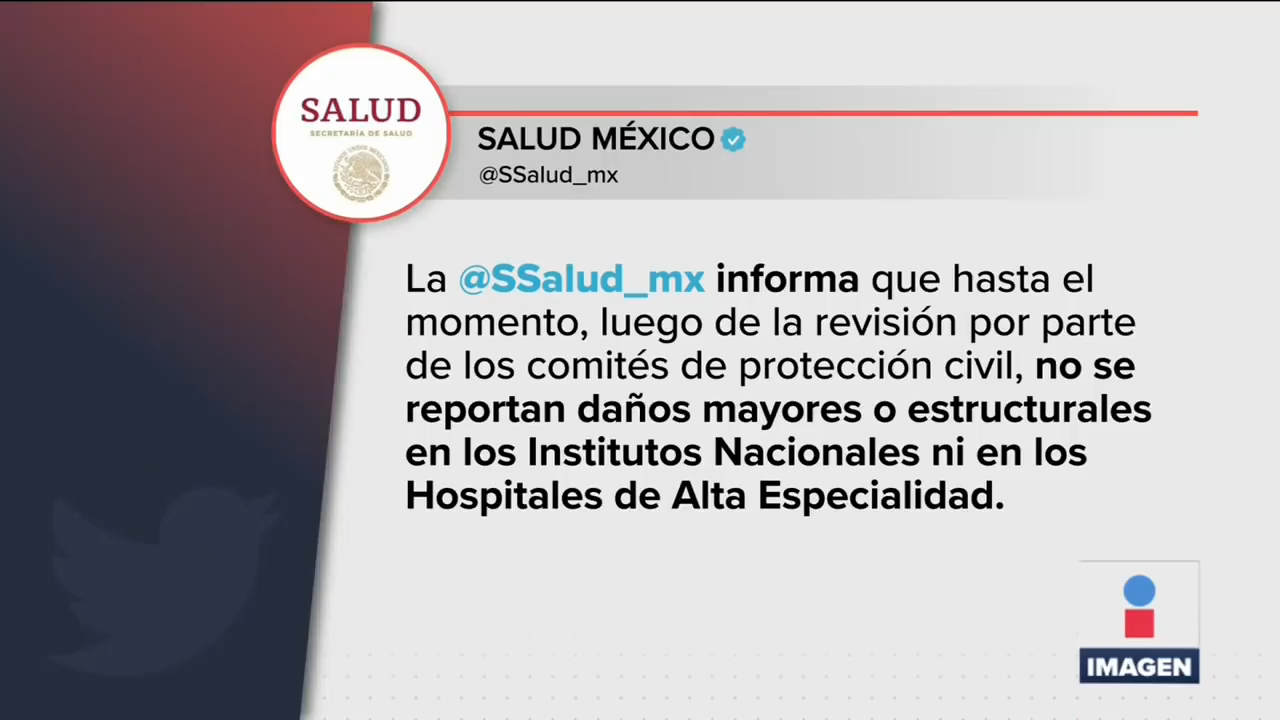 SALUD
SECRETARÍA DE SALUD
SALUD MÉXICO
@SSalud_mx
La @SSalud_mx informa que hasta el
momento, luego de la revisión por parte
de los comités de protección civil, no se
reportan daños mayores o estructurales
en los Institutos Nacionales ni en los
Hospitales de Alta Especialidad.
IMAGEN